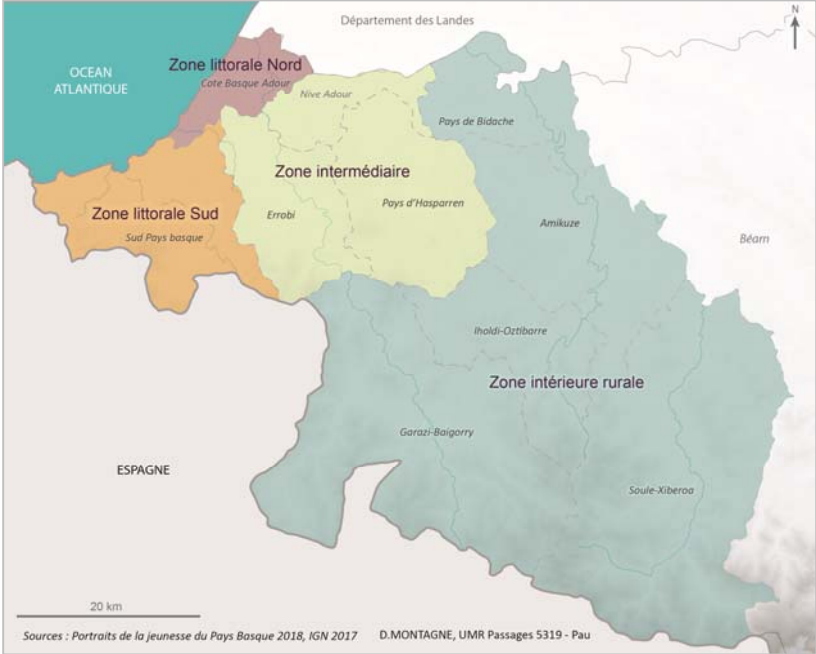 Département des Landes
N
Zone littorale Nord
OCEAN
ATLANTIQUE
Cote Basque Adour
Nive Adour
Pays de Bidache
Zone intermédiaire
Pays d'Hasparren
Zone littorale Sud
Errobi
Amikuze
Sud Pays basque
Béarn
Iholdi-Oztibarre
Zone intérieure rurale
Garazi-Baigorry
ESPAGNE
Soule-Xiberoa
20 km
Sources : Portraits de la jeunesse du Pays Basque 2018, IGN 2017 D.MONTAGNE, UMR Passages 5319 - Pau